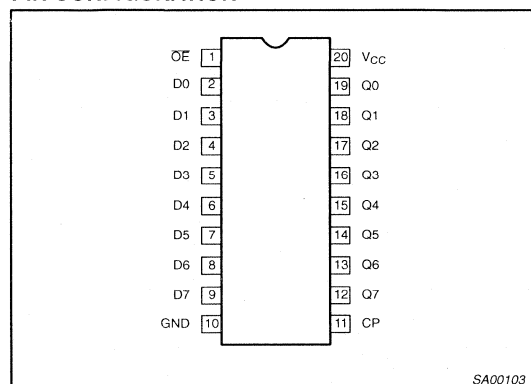 OE 1 20 VCC
D0 2 19 Q0
D1 3 18 Q1
D2 4 17 Q2
D3 5 16 Q3
D4 6 15 Q4
D5 7 14 Q5
D6 8 13 Q6
D7 9 12 Q7
GND 10 11 CP
SA00103